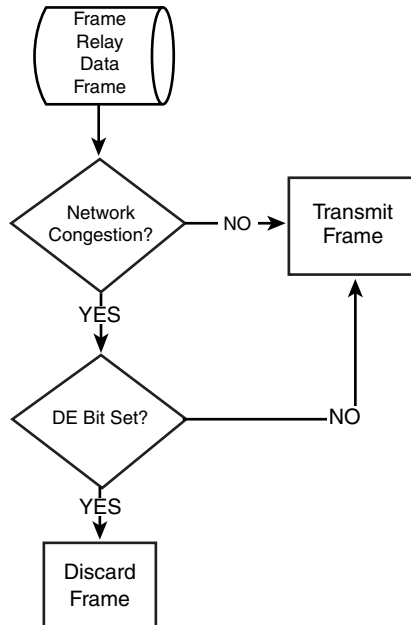 Frame
Relay
Data
Frame
Network
Congestion?
NO
Transmit
Frame
YES
DE Bit Set?
NO
YES
Discard
Frame